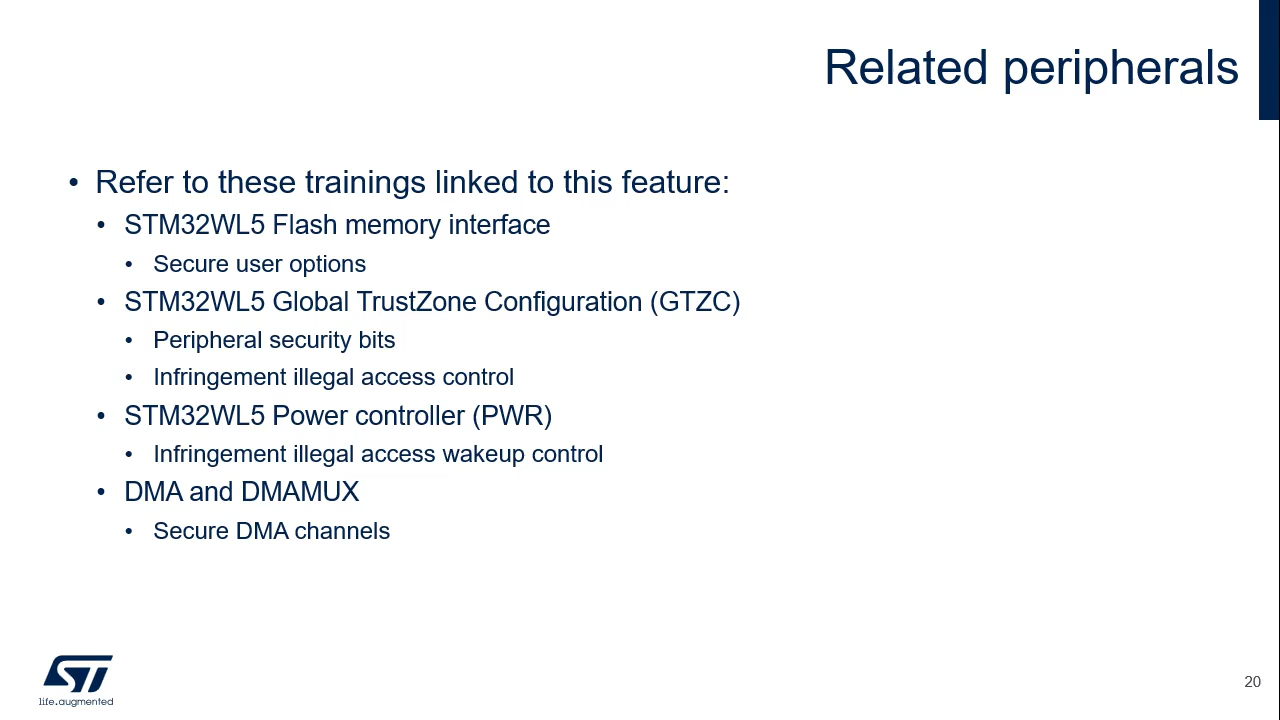 Related peripherals
• Refer to these trainings linked to this feature:
• STM32WL5 Flash memory interface
• Secure user options
• STM32WL5 Global TrustZone Configuration (GTZC)
• Peripheral security bits
• Infringement illegal access control
• STM32WL5 Power controller (PWR)
• Infringement illegal access wakeup control
• DMA and DMAMUX
• Secure DMA channels
ST
life.augmented
20